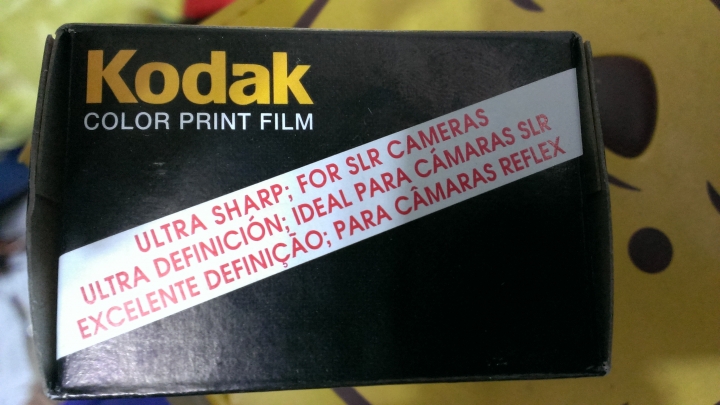 Kodak
COLOR PRINT FILM
ULTRA SHARP; FOR SLR CAMERAS
ULTRA DEFINICIÓN; IDEAL PARA CÁMARAS SLR
EXCELENTE DEFINIÇÃO; PARA CÂMARAS REFLEX